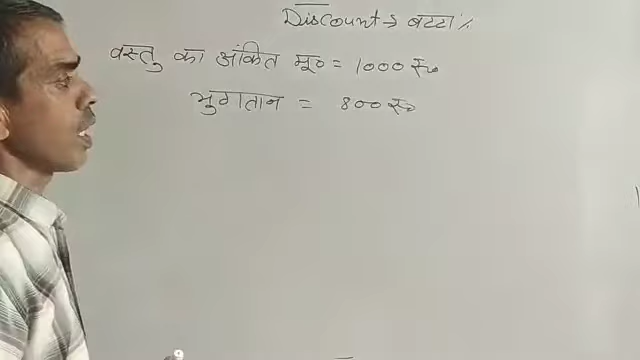 Discount → बट्टा %
वस्तु का अंकित मू० = 1000 रु०
भुगतान = 800 रु०